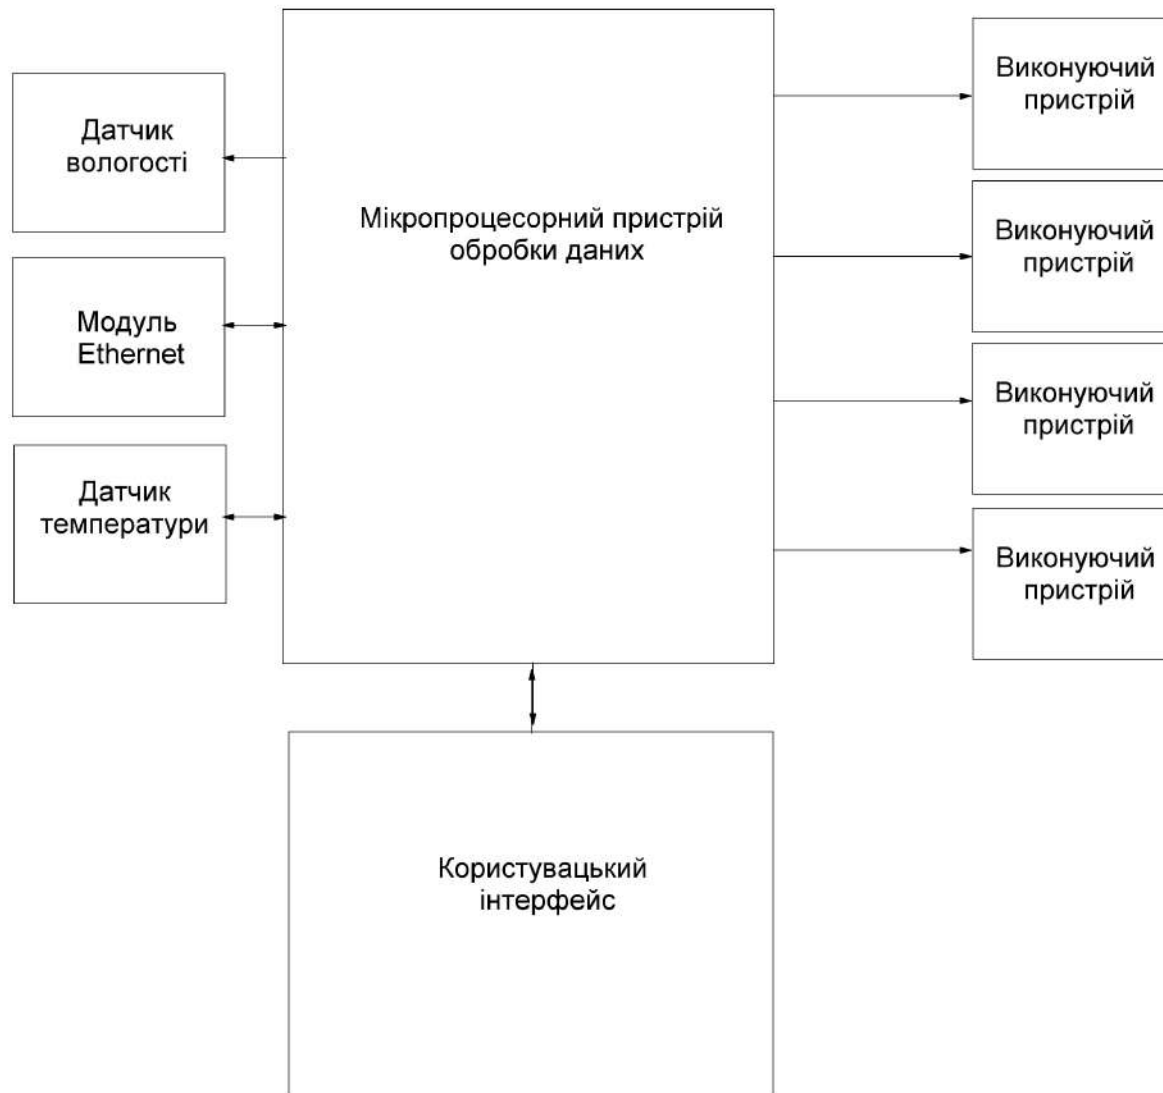 Датчик
вологості
Модуль
Ethernet
Датчик
температури
Мікропроцесорний пристрій
обробки даних
Виконуючий
пристрій
Виконуючий
пристрій
Виконуючий
пристрій
Виконуючий
пристрій
Користувацький
інтерфейс